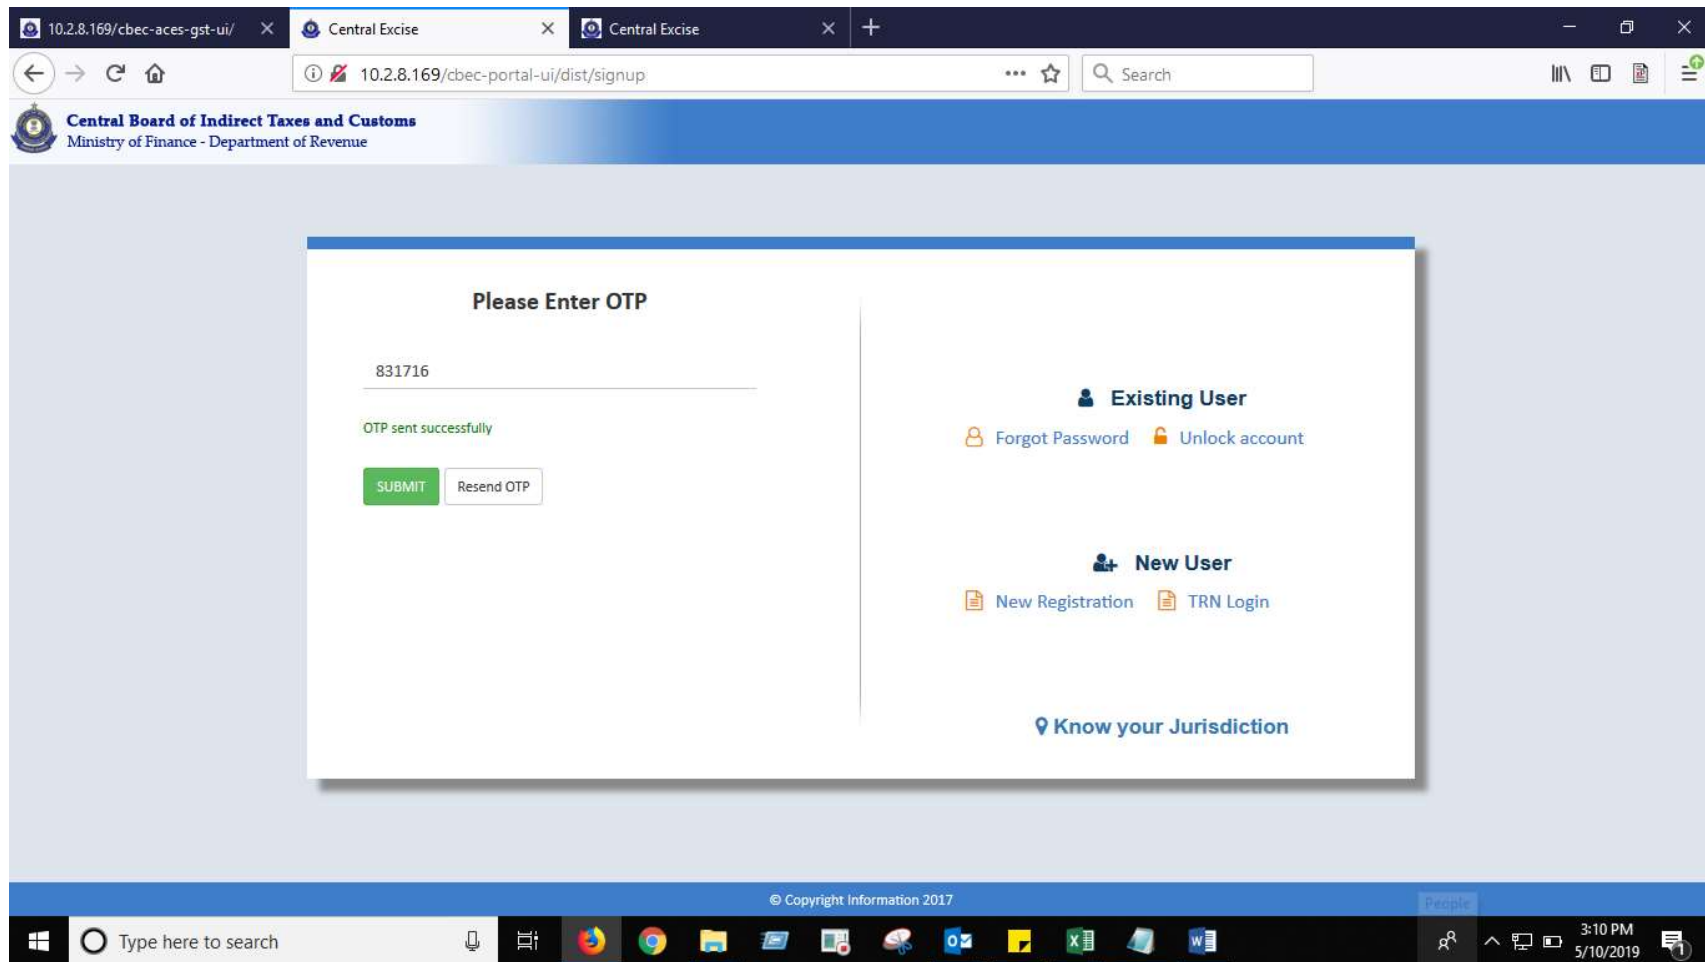 10.2.8.169/cbec-aces-gst-ui/
Central Excise
Central Excise
10.2.8.169/cbec-portal-ui/dist/signup
Search
Central Board of Indirect Taxes and Customs
Ministry of Finance - Department of Revenue
Please Enter OTP
831716
OTP sent successfully
SUBMIT
Resend OTP
Existing User
Forgot Password
Unlock account
New User
New Registration
TRN Login
Know your Jurisdiction
© Copyright Information 2017
People
Type here to search
3:10 PM
5/10/2019
1